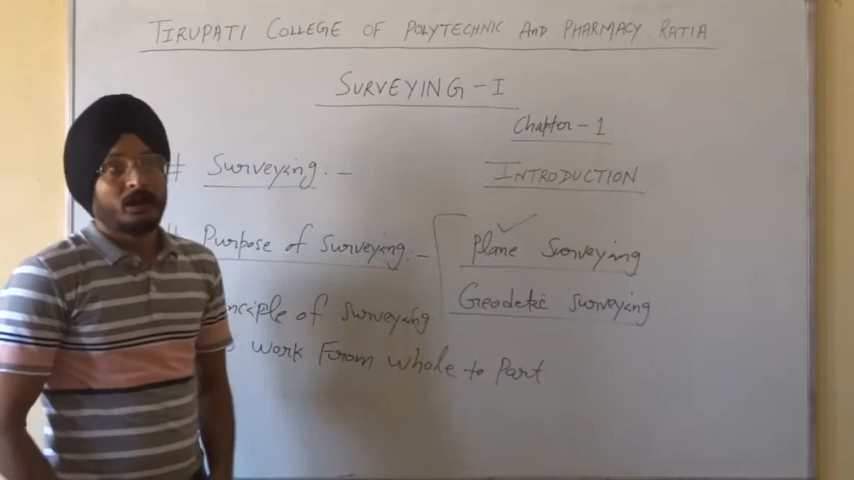 TIRUPATI COLLEGE OF POLYTECHNIC AND PHARMACY RATIA
SURVEYING - I
Chapter - 1
INTRODUCTION
# Surveying. -
# Purpose of surveying. -
Plane Surveying
Geodetic surveying
nciple of surveying
work From whole to Part